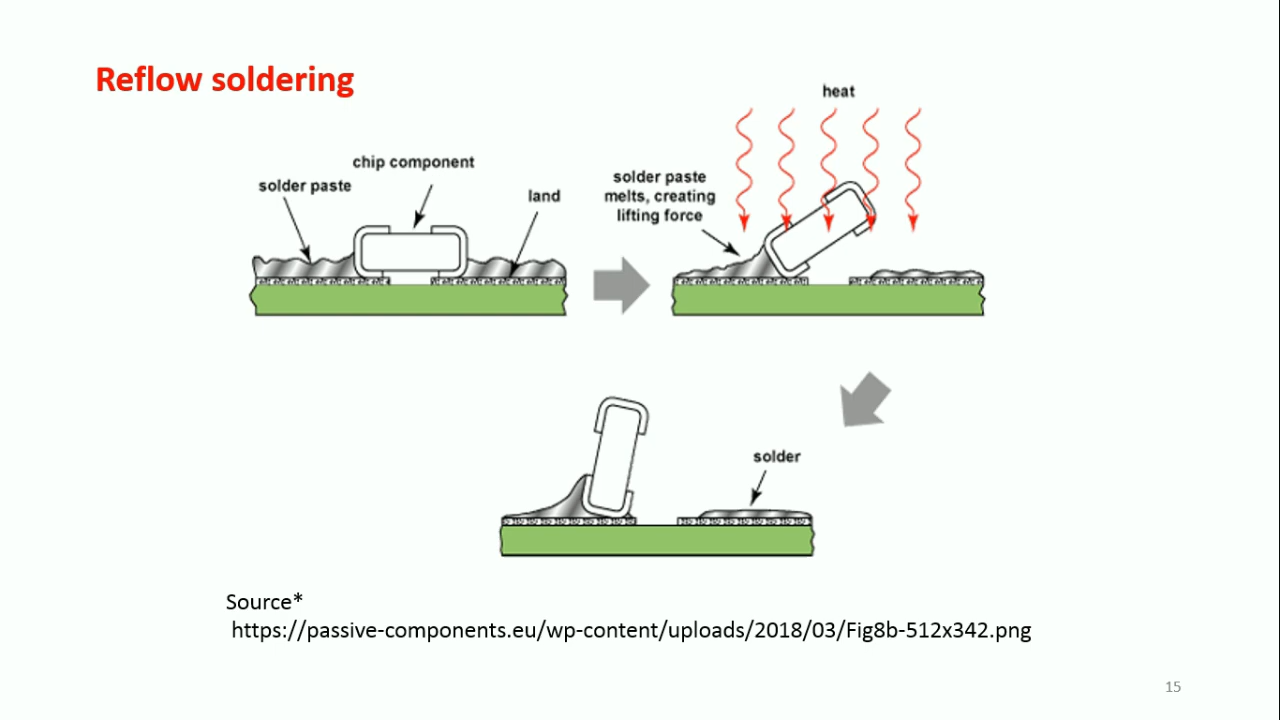 Reflow soldering
heat
chip component
solder paste
land
solder paste
melts, creating
lifting force
solder
Source*
https://passive-components.eu/wp-content/uploads/2018/03/Fig8b-512x342.png
15